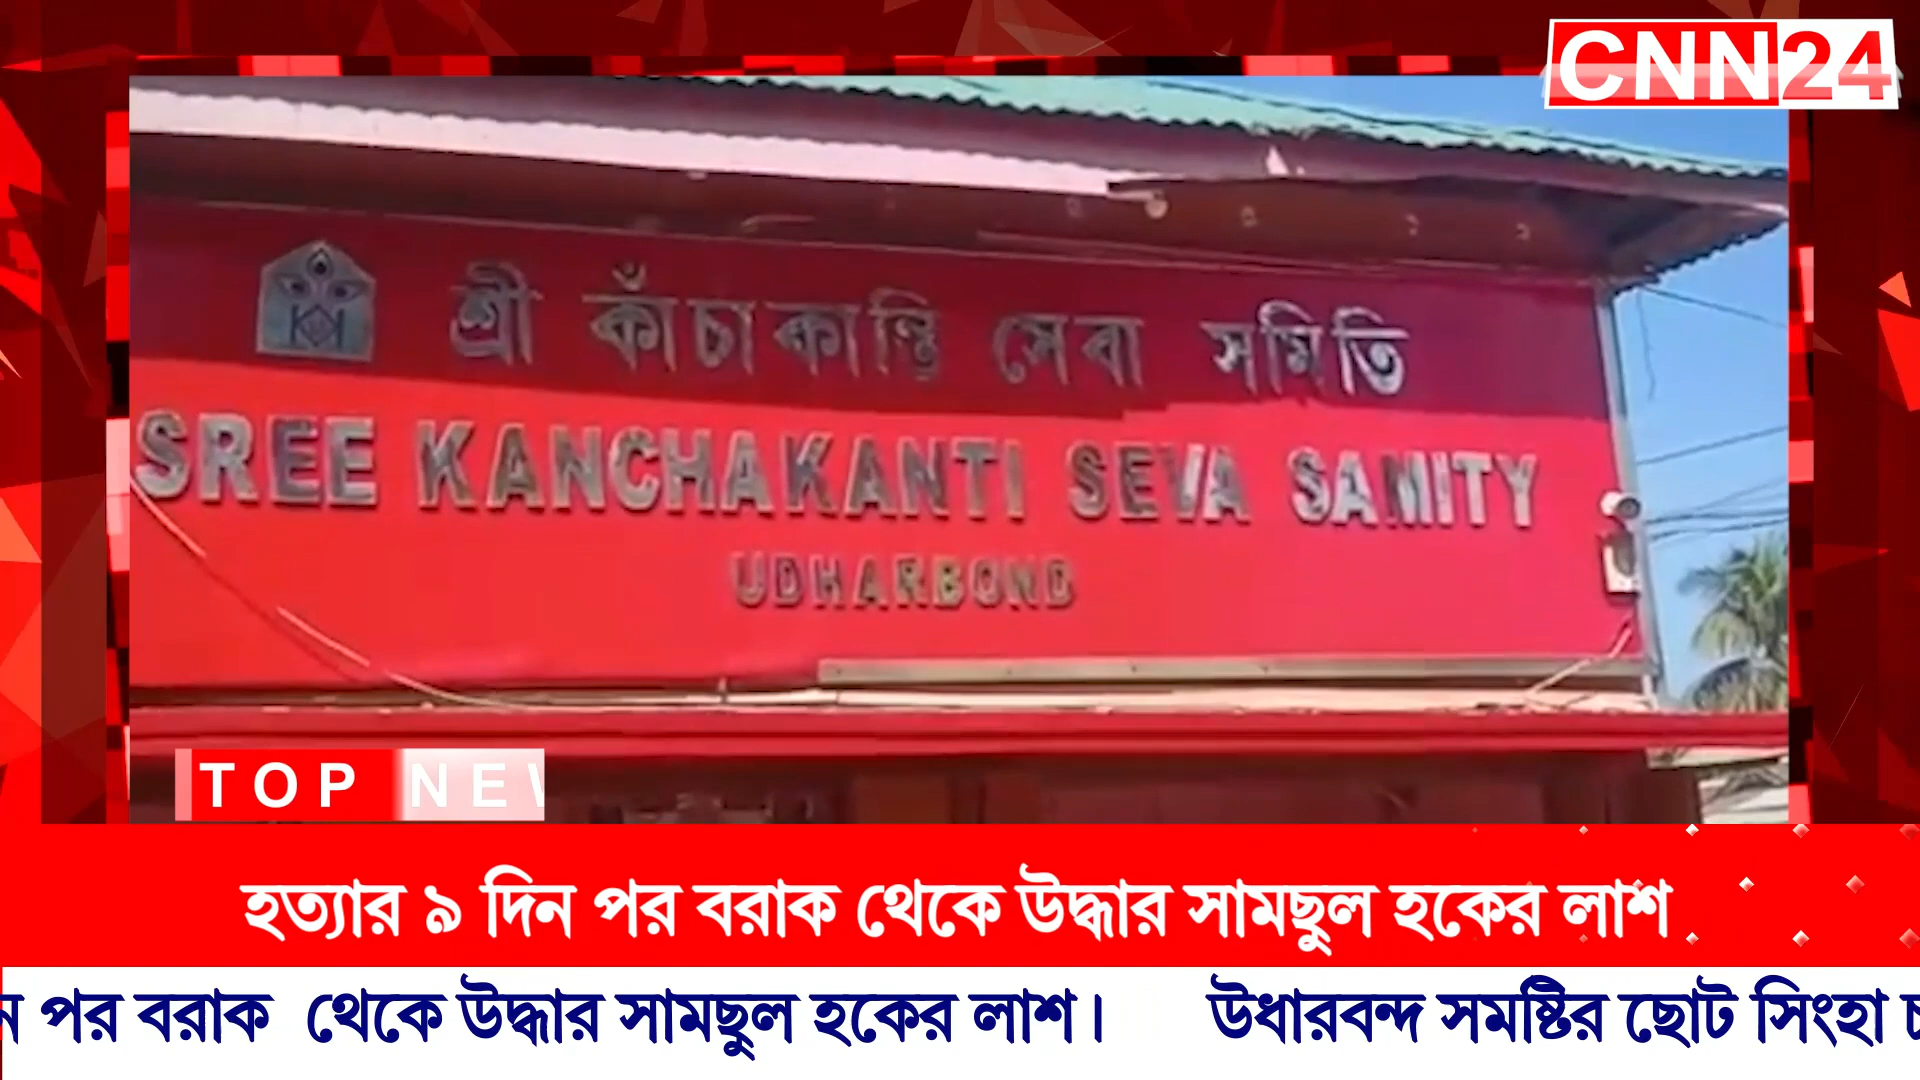 CNN24
শ্রী কাঁচাকান্তি সেবা সমিতি
SREE KANCHAKANTI SEVA SAMITY
UDHARBOND
TOP NEW
হত্যার ৯ দিন পর বরাক থেকে উদ্ধার সামছুল হকের লাশ
পর বরাক থেকে উদ্ধার সামছুল হকের লাশ। উধারবন্দ সমষ্টির ছোট সিংহা